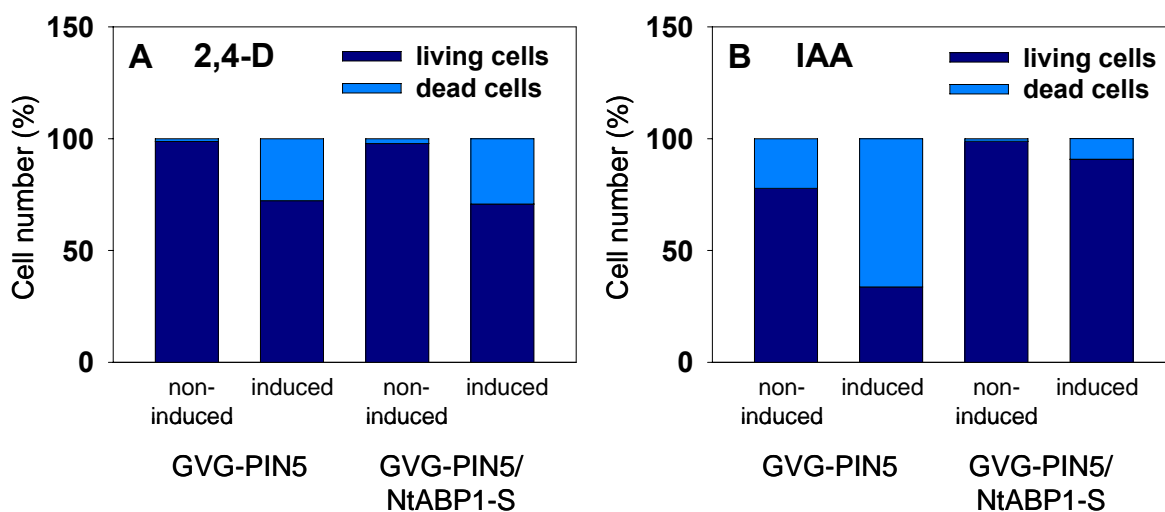 A 2,4-D
living cells
dead cells
Cell number (%)
150
100
50
0
non-
induced
induced
non-
induced
induced
GVG-PIN5
GVG-PIN5/
NtABP1-S
B IAA
living cells
dead cells
Cell number (%)
150
100
50
0
non-
induced
induced
non-
induced
induced
GVG-PIN5
GVG-PIN5/
NtABP1-S